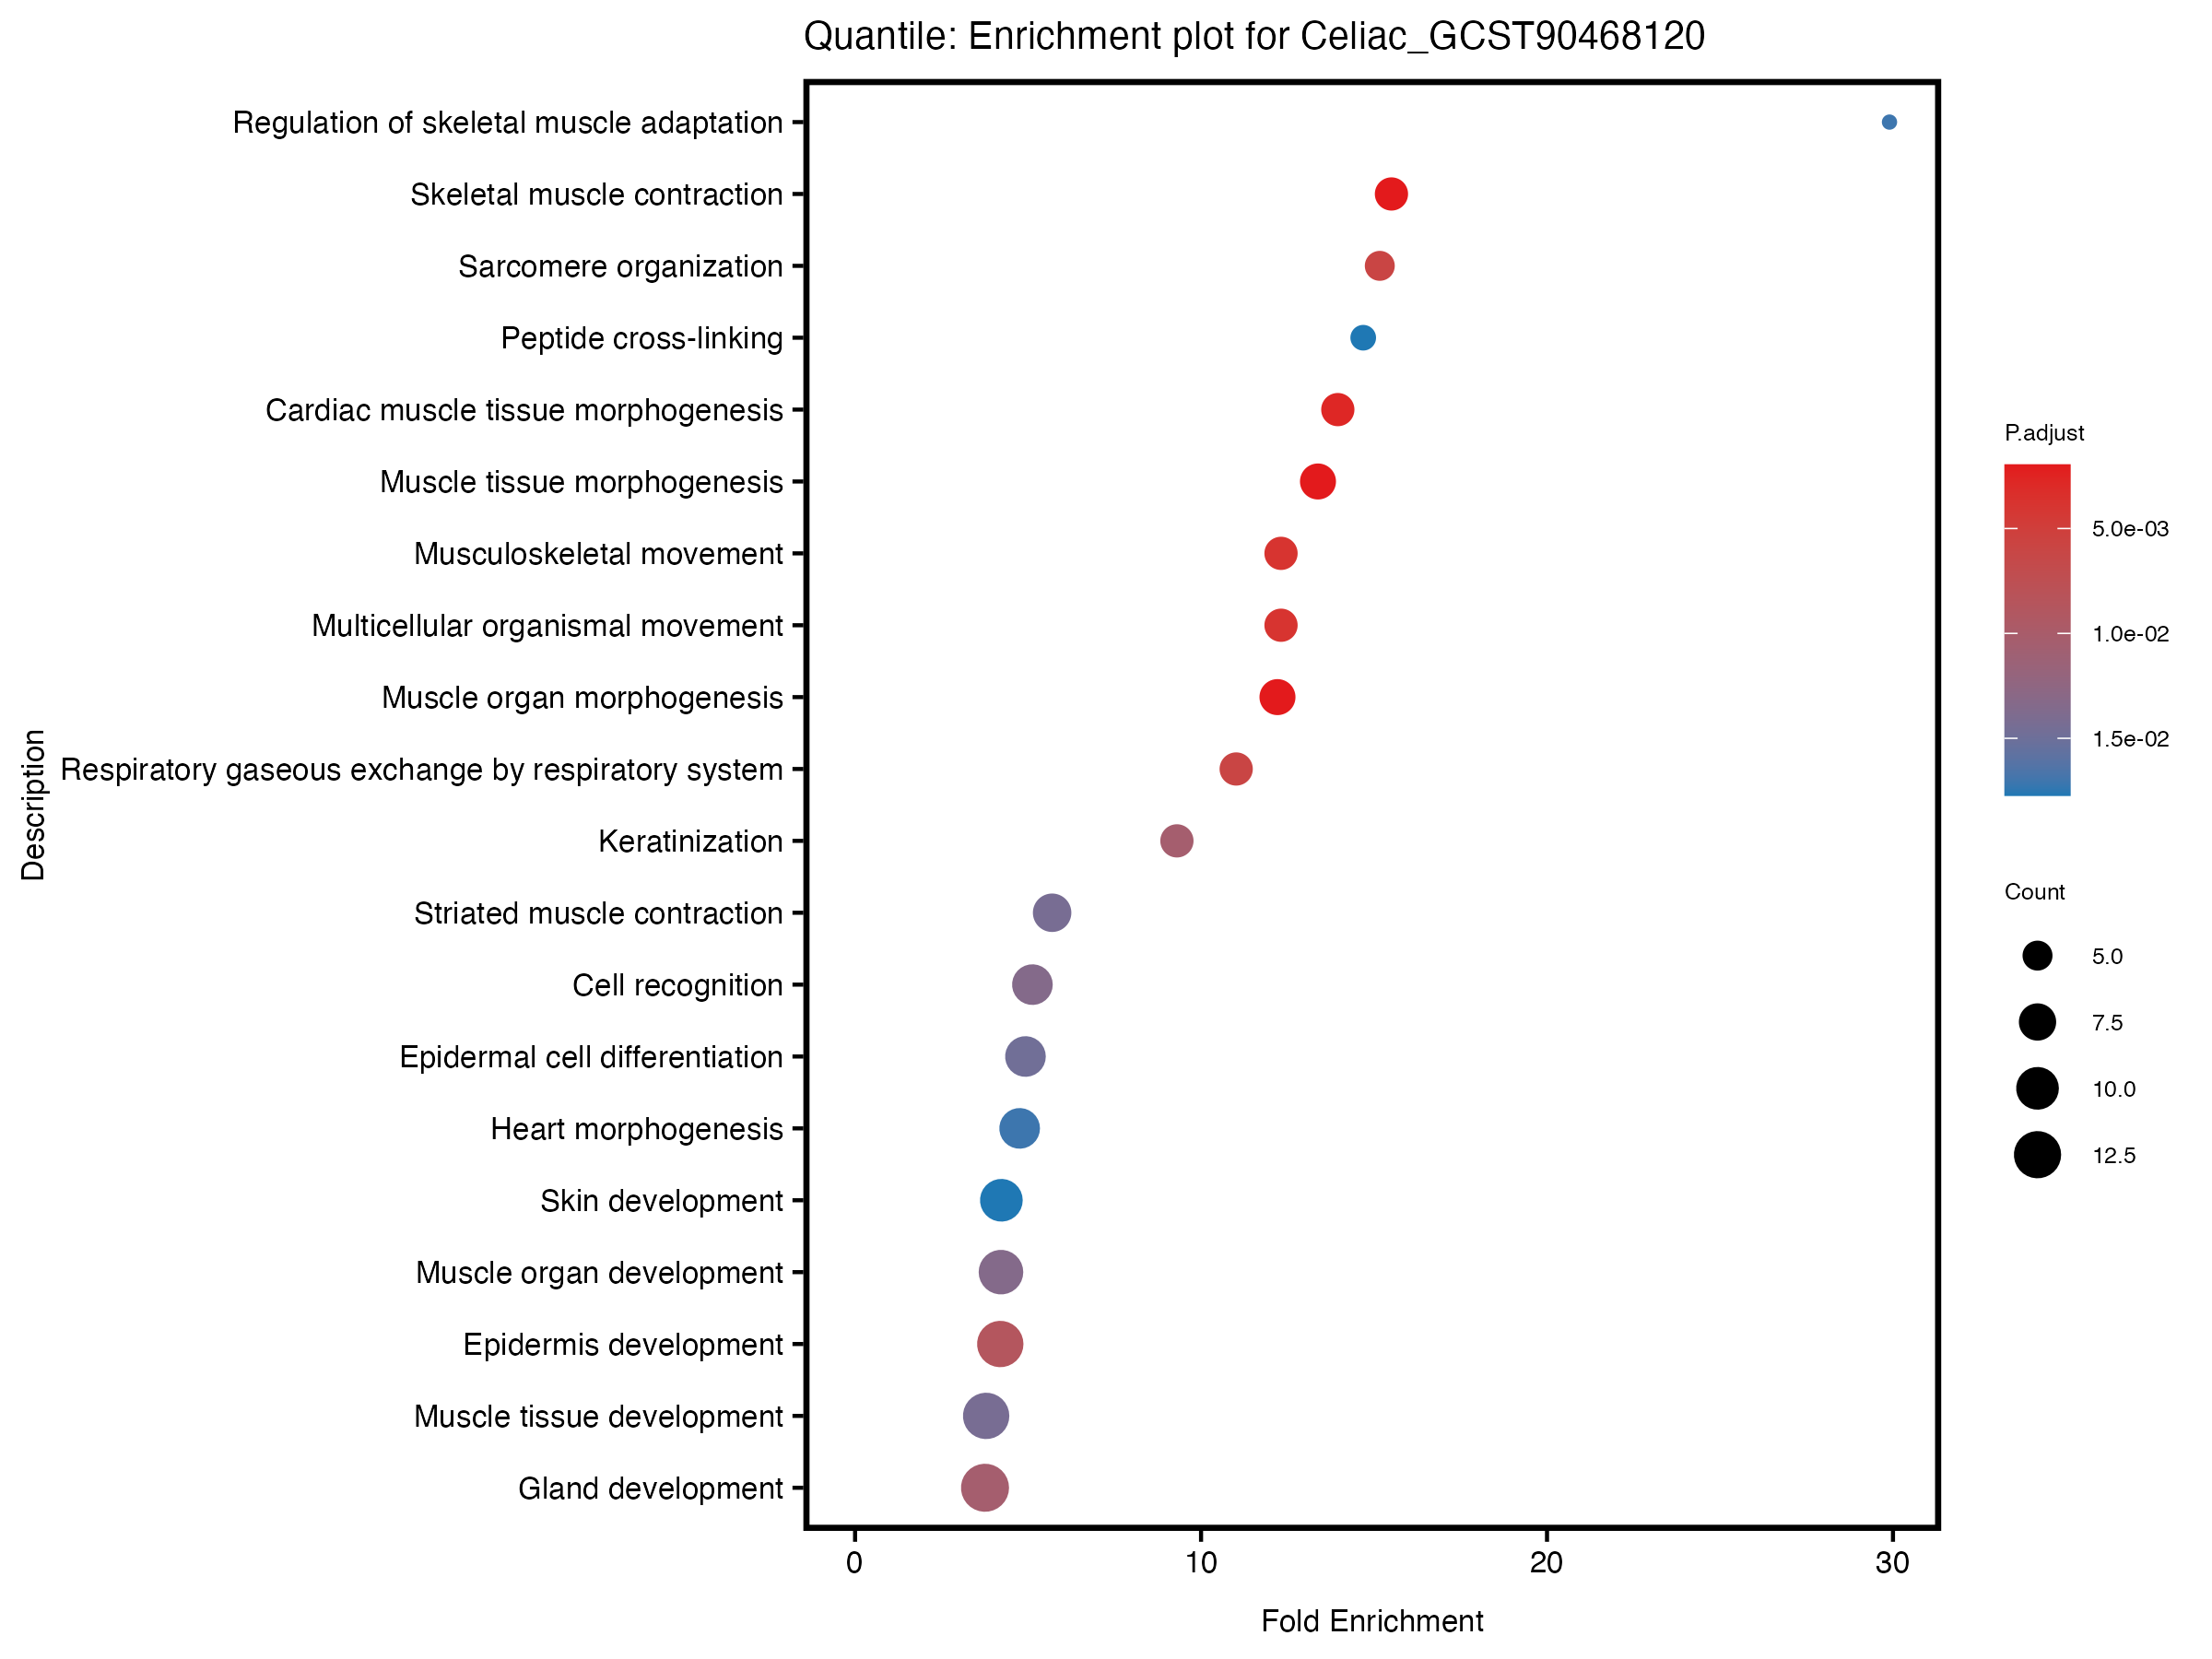 Quantile: Enrichment plot for Celiac_GCST90468120
Description
Regulation of skeletal muscle adaptation
Skeletal muscle contraction
Sarcomere organization
Peptide cross-linking
Cardiac muscle tissue morphogenesis
Muscle tissue morphogenesis
Musculoskeletal movement
Multicellular organismal movement
Muscle organ morphogenesis
Respiratory gaseous exchange by respiratory system
Keratinization
Striated muscle contraction
Cell recognition
Epidermal cell differentiation
Heart morphogenesis
Skin development
Muscle organ development
Epidermis development
Muscle tissue development
Gland development
0 10 20 30
Fold Enrichment
P.adjust
5.0e-03
1.0e-02
1.5e-02
Count
5.0
7.5
10.0
12.5